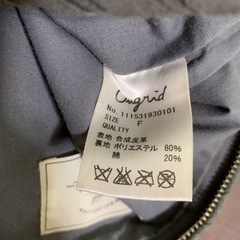 Ungrid
No. 111531930101
SIZE F
QUALITY
表地 合成皮革
裏地 ポリエステル 80%
綿 20%